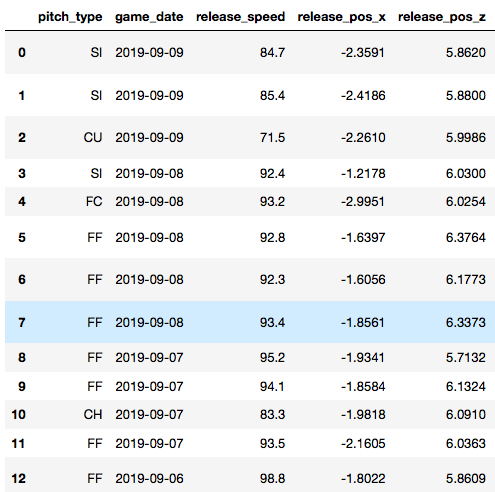 pitch_type game_date release_speed release_pos_x release_pos_z
0 SI 2019-09-09 84.7 -2.3591 5.8620
1 SI 2019-09-09 85.4 -2.4186 5.8800
2 CU 2019-09-09 71.5 -2.2610 5.9986
3 SI 2019-09-08 92.4 -1.2178 6.0300
4 FC 2019-09-08 93.2 -2.9951 6.0254
5 FF 2019-09-08 92.8 -1.6397 6.3764
6 FF 2019-09-08 92.3 -1.6056 6.1773
7 FF 2019-09-08 93.4 -1.8561 6.3373
8 FF 2019-09-07 95.2 -1.9341 5.7132
9 FF 2019-09-07 94.1 -1.8584 6.1324
10 CH 2019-09-07 83.3 -1.9818 6.0910
11 FF 2019-09-07 93.5 -2.1605 6.0363
12 FF 2019-09-06 98.8 -1.8022 5.8609